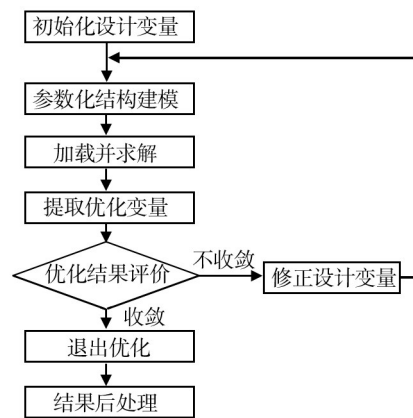 初始化设计变量
参数化结构建模
加载并求解
提取优化变量
优化结果评价
不收敛
修正设计变量
收敛
退出优化
结果后处理